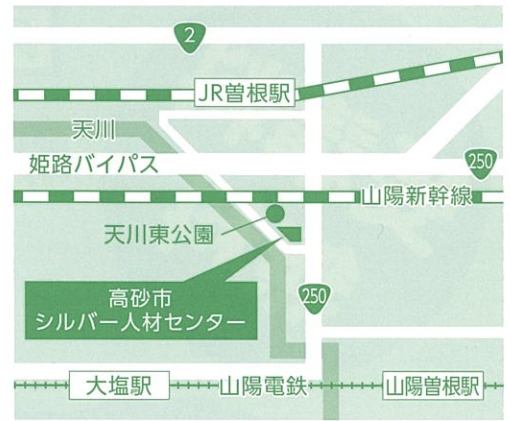 2
JR曽根駅
天川
姫路バイパス
250
山陽新幹線
天川東公園
高砂市
シルバー人材センター
250
大塩駅
山陽電鉄
山陽曽根駅